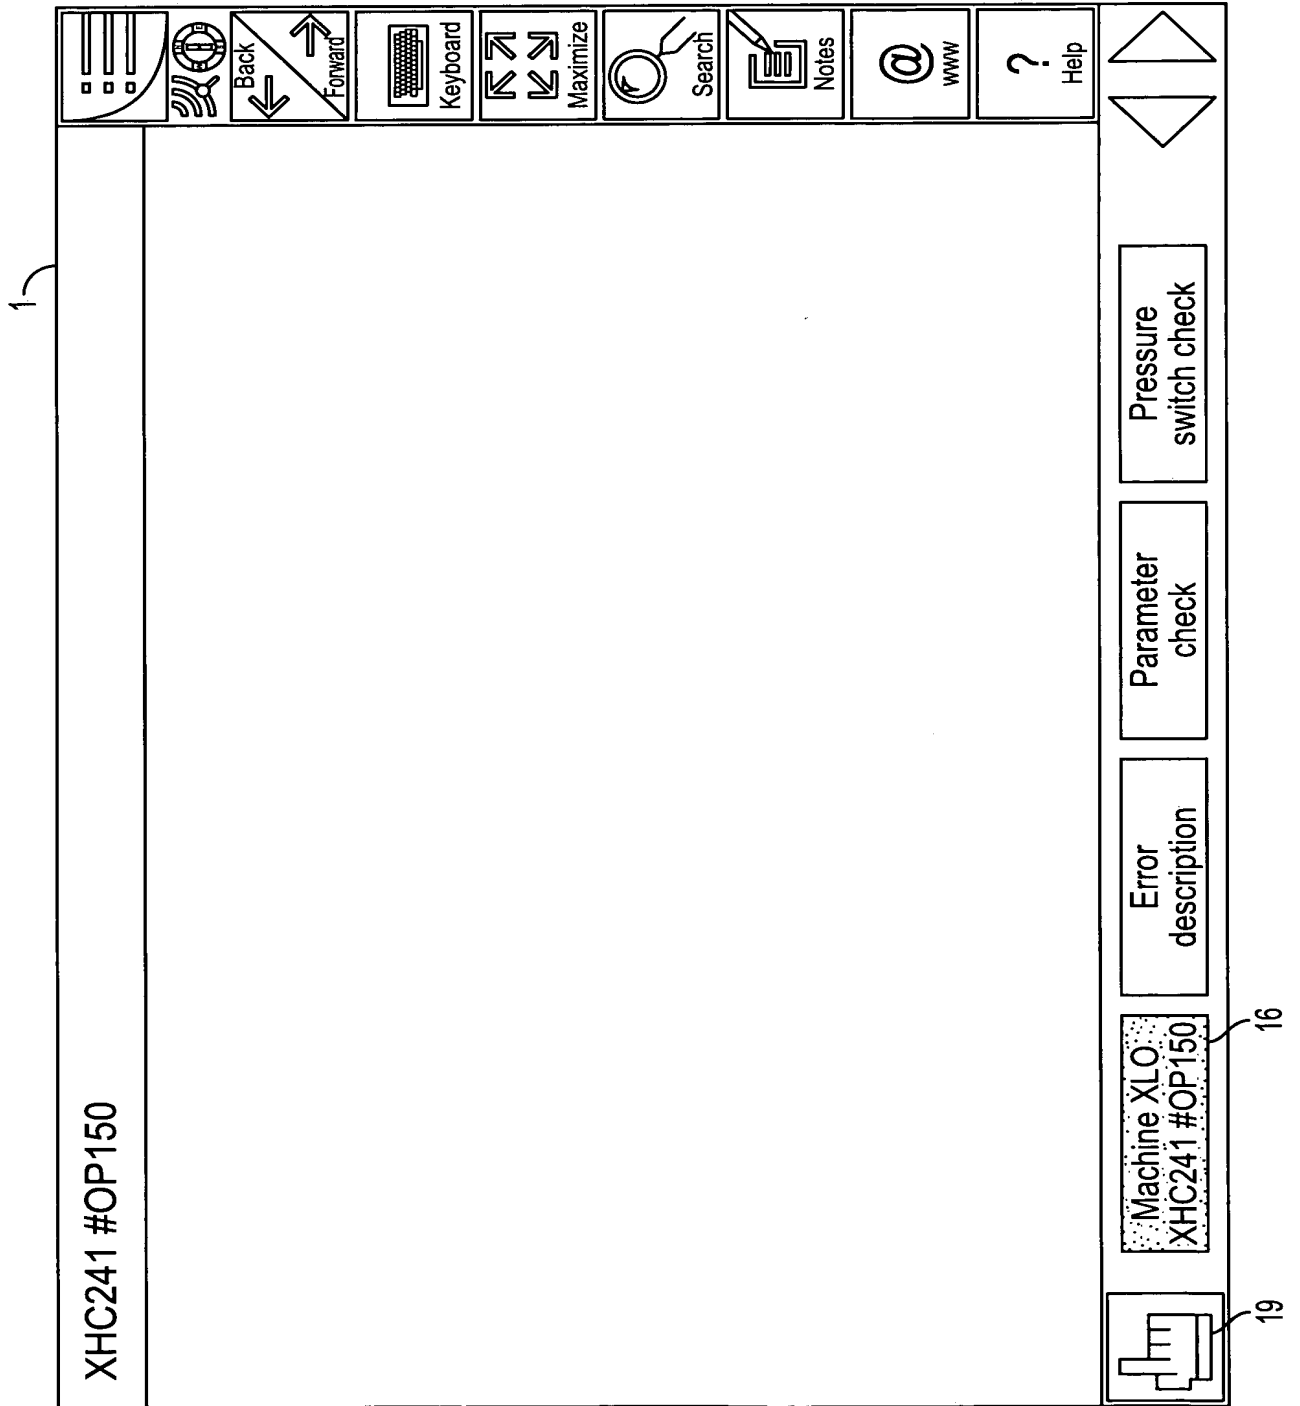 1
XHC241 #OP150
Back
Forward
Keyboard
Maximize
Search
Notes
@
www
?
Help
Machine XLO
XHC241 #OP150
Error
description
Parameter
check
Pressure
switch check
19
16